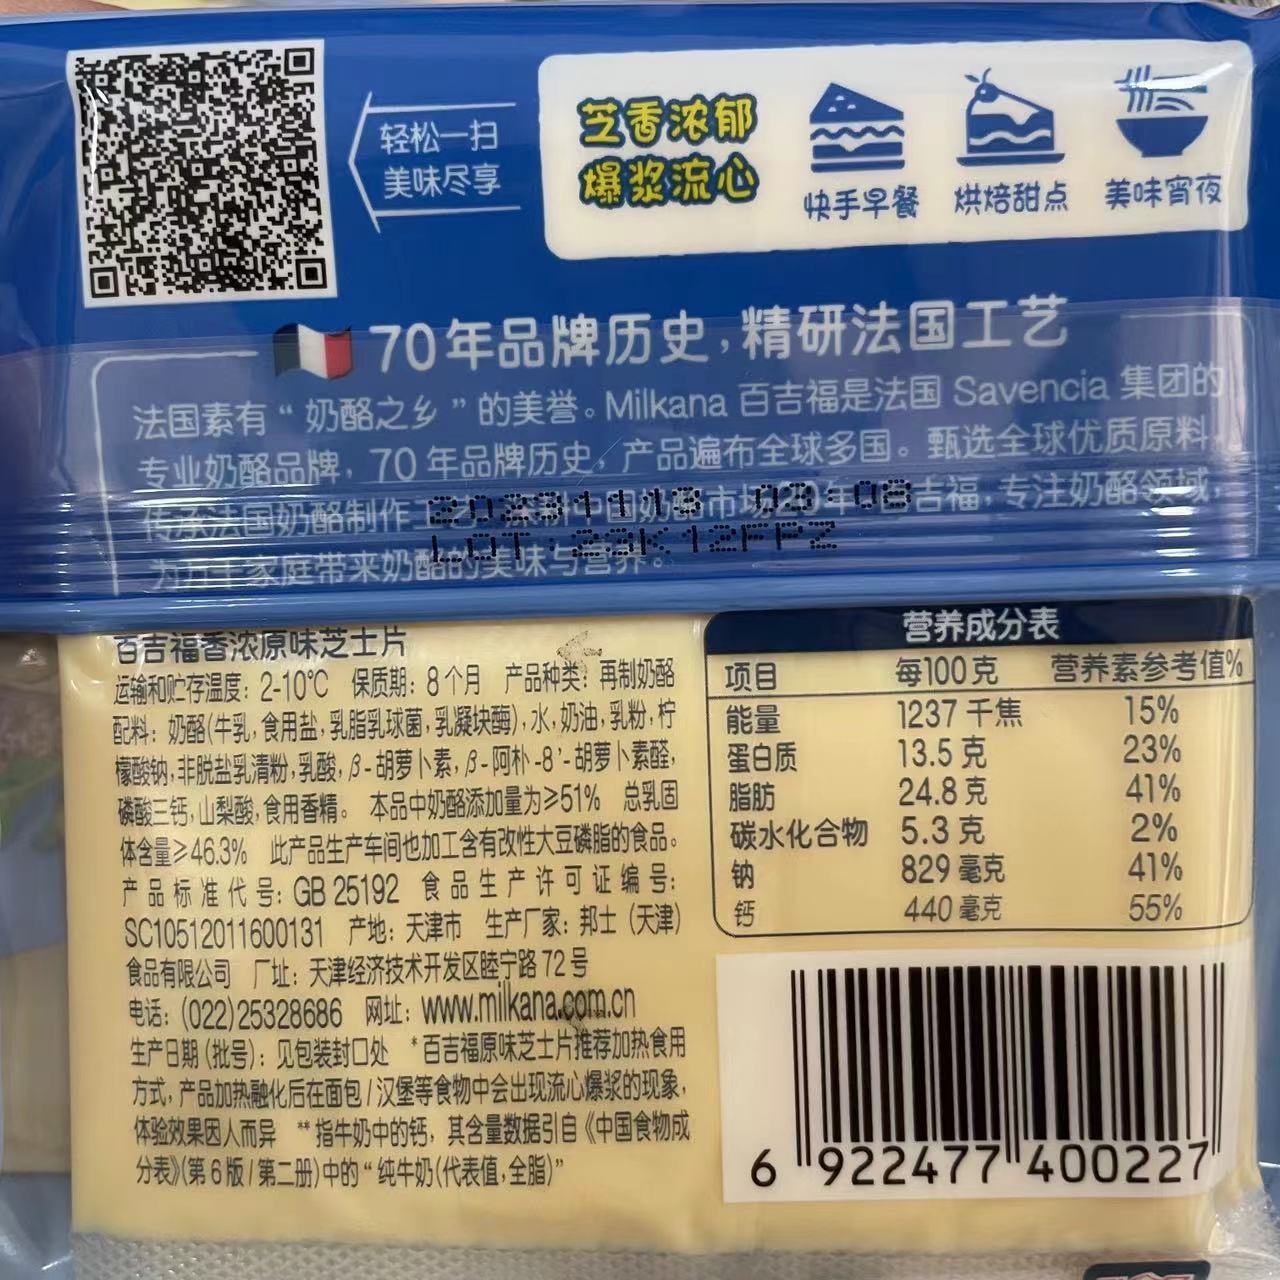 轻松一扫
美味尽享
芝香浓郁
爆浆流心
快手早餐
烘焙甜点
美味宵夜
70年品牌历史,精研法国工艺
法国素有“奶酪之乡”的美誉。Milkana 百吉福是法国 Savencia 集团的
专业奶酪品牌，70 年品牌历史，产品遍布全球多国。甄选全球优质原料，
传承法国奶酪制作工 中国奶酪市场20年 吉福，专注奶酪领域，
为万千家庭带来奶酪的美味与营养。
20231118 03:08
LOT:23K12FPZ
百吉福香浓原味芝士片
运输和贮存温度：2-10℃ 保质期：8个月 产品种类：再制奶酪
配料：奶酪(牛乳,食用盐,乳脂乳球菌,乳凝块酶),水,奶油,乳粉,柠
檬酸钠,非脱盐乳清粉,乳酸,β-胡萝卜素,β-阿朴-8’-胡萝卜素醛,
磷酸三钙,山梨酸,食用香精。 本品中奶酪添加量为≥51% 总乳固
体含量≥46.3% 此产品生产车间也加工含有改性大豆磷脂的食品。
产品标准代号：GB 25192 食品生产许可证编号：
SC10512011600131 产地：天津市 生产厂家：邦士（天津）
食品有限公司 厂址：天津经济技术开发区睦宁路 72 号
电话：(022)25328686 网址：www.milkana.com.cn
生产日期(批号)：见包装封口处 *百吉福原味芝士片推荐加热食用
方式，产品加热融化后在面包/汉堡等食物中会出现流心爆浆的现象，
体验效果因人而异 **指牛奶中的钙，其含量数据引自《中国食物成
分表》(第6版/第二册)中的“纯牛奶(代表值,全脂)”
营养成分表
项目 每100克 营养素参考值%
能量 1237 千焦 15%
蛋白质 13.5 克 23%
脂肪 24.8 克 41%
碳水化合物 5.3 克 2%
钠 829 毫克 41%
钙 440 毫克 55%
6 922477 400227